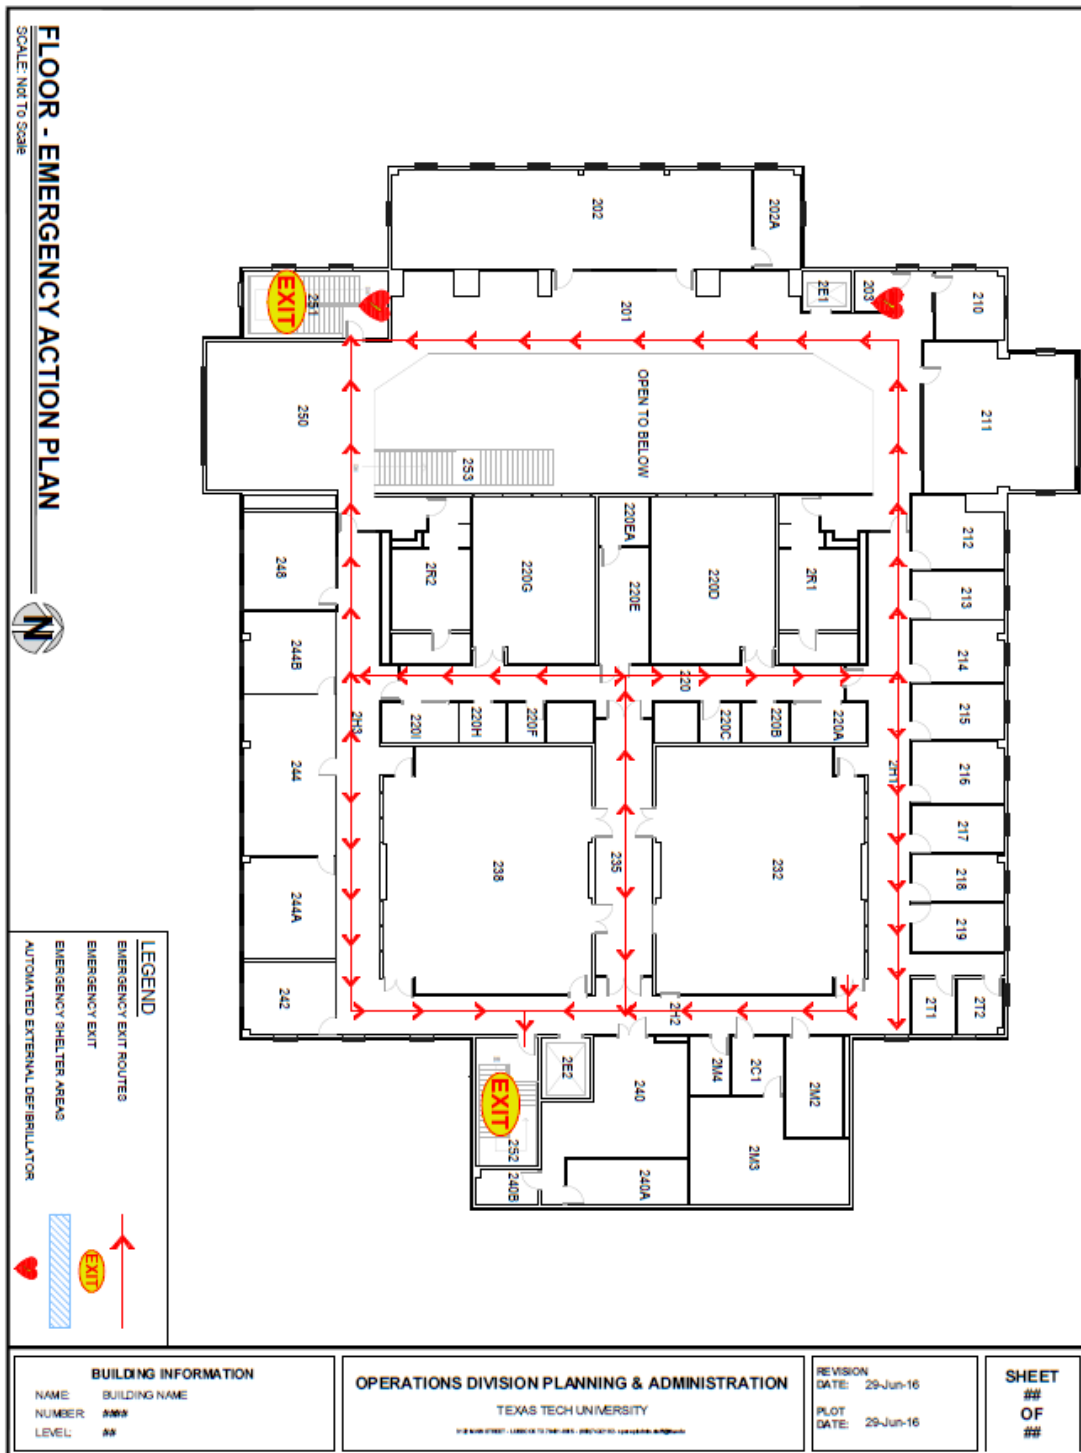 FLOOR - EMERGENCY ACTION PLAN
SCALE: Not To Scale
N
202
202A
EXIT
251
201
2E1
203
210
OPEN TO BELOW
250
253
211
248
2R2
220G
220EA
220E
220D
2R1
212
213
214
244B
220
215
2H3
220I
220H
220F
220C
220B
220A
2H1
216
244
238
235
232
217
218
244A
219
242
2H2
2T1
2T2
EXIT
252
2E2
240
2M4
2C1
2M2
2M3
240B
240A
LEGEND
EMERGENCY EXIT ROUTES
EMERGENCY EXIT
EMERGENCY SHELTER AREAS
AUTOMATED EXTERNAL DEFIBRILLATOR
EXIT
BUILDING INFORMATION
NAME: BUILDING NAME
NUMBER: ####
LEVEL: ##
OPERATIONS DIVISION PLANNING & ADMINISTRATION
TEXAS TECH UNIVERSITY
REVISION
DATE: 29-Jun-16
PLOT
DATE: 29-Jun-16
SHEET
##
OF
##